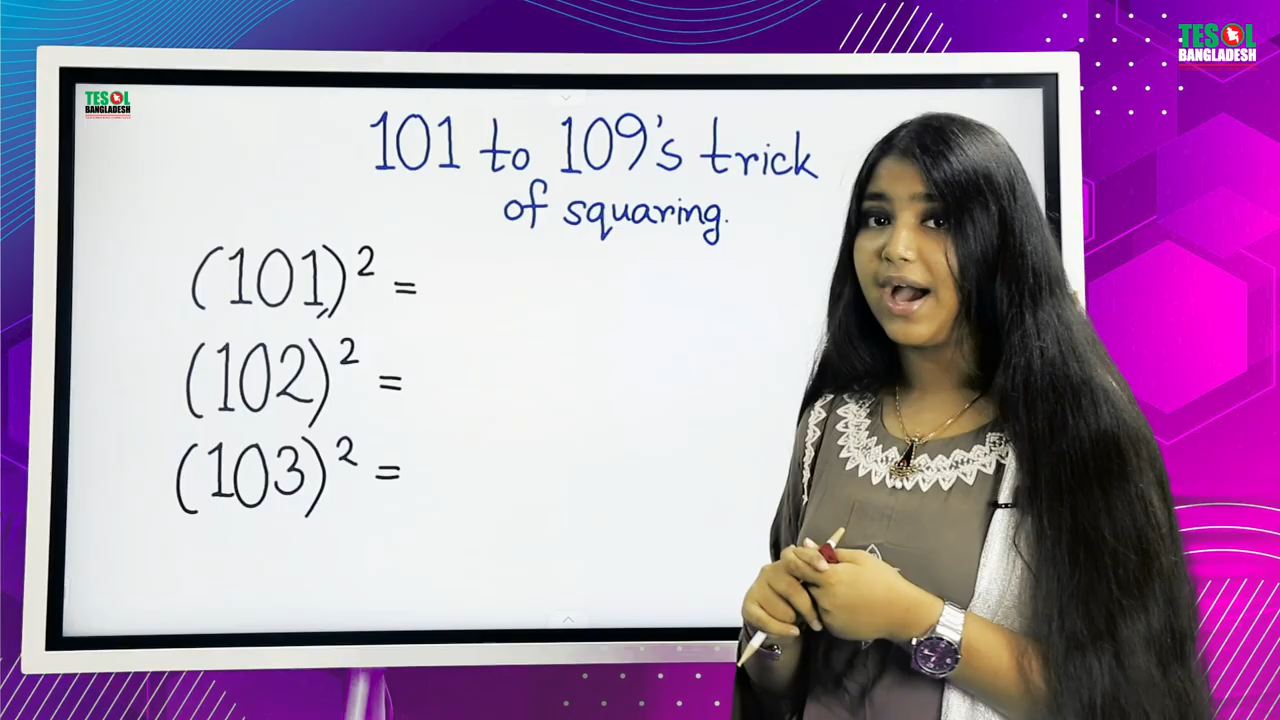 TESOL
BANGLADESH
TESOL
BANGLADESH
101 to 109's trick
of squaring.
(101)² =
(102)² =
(103)² =